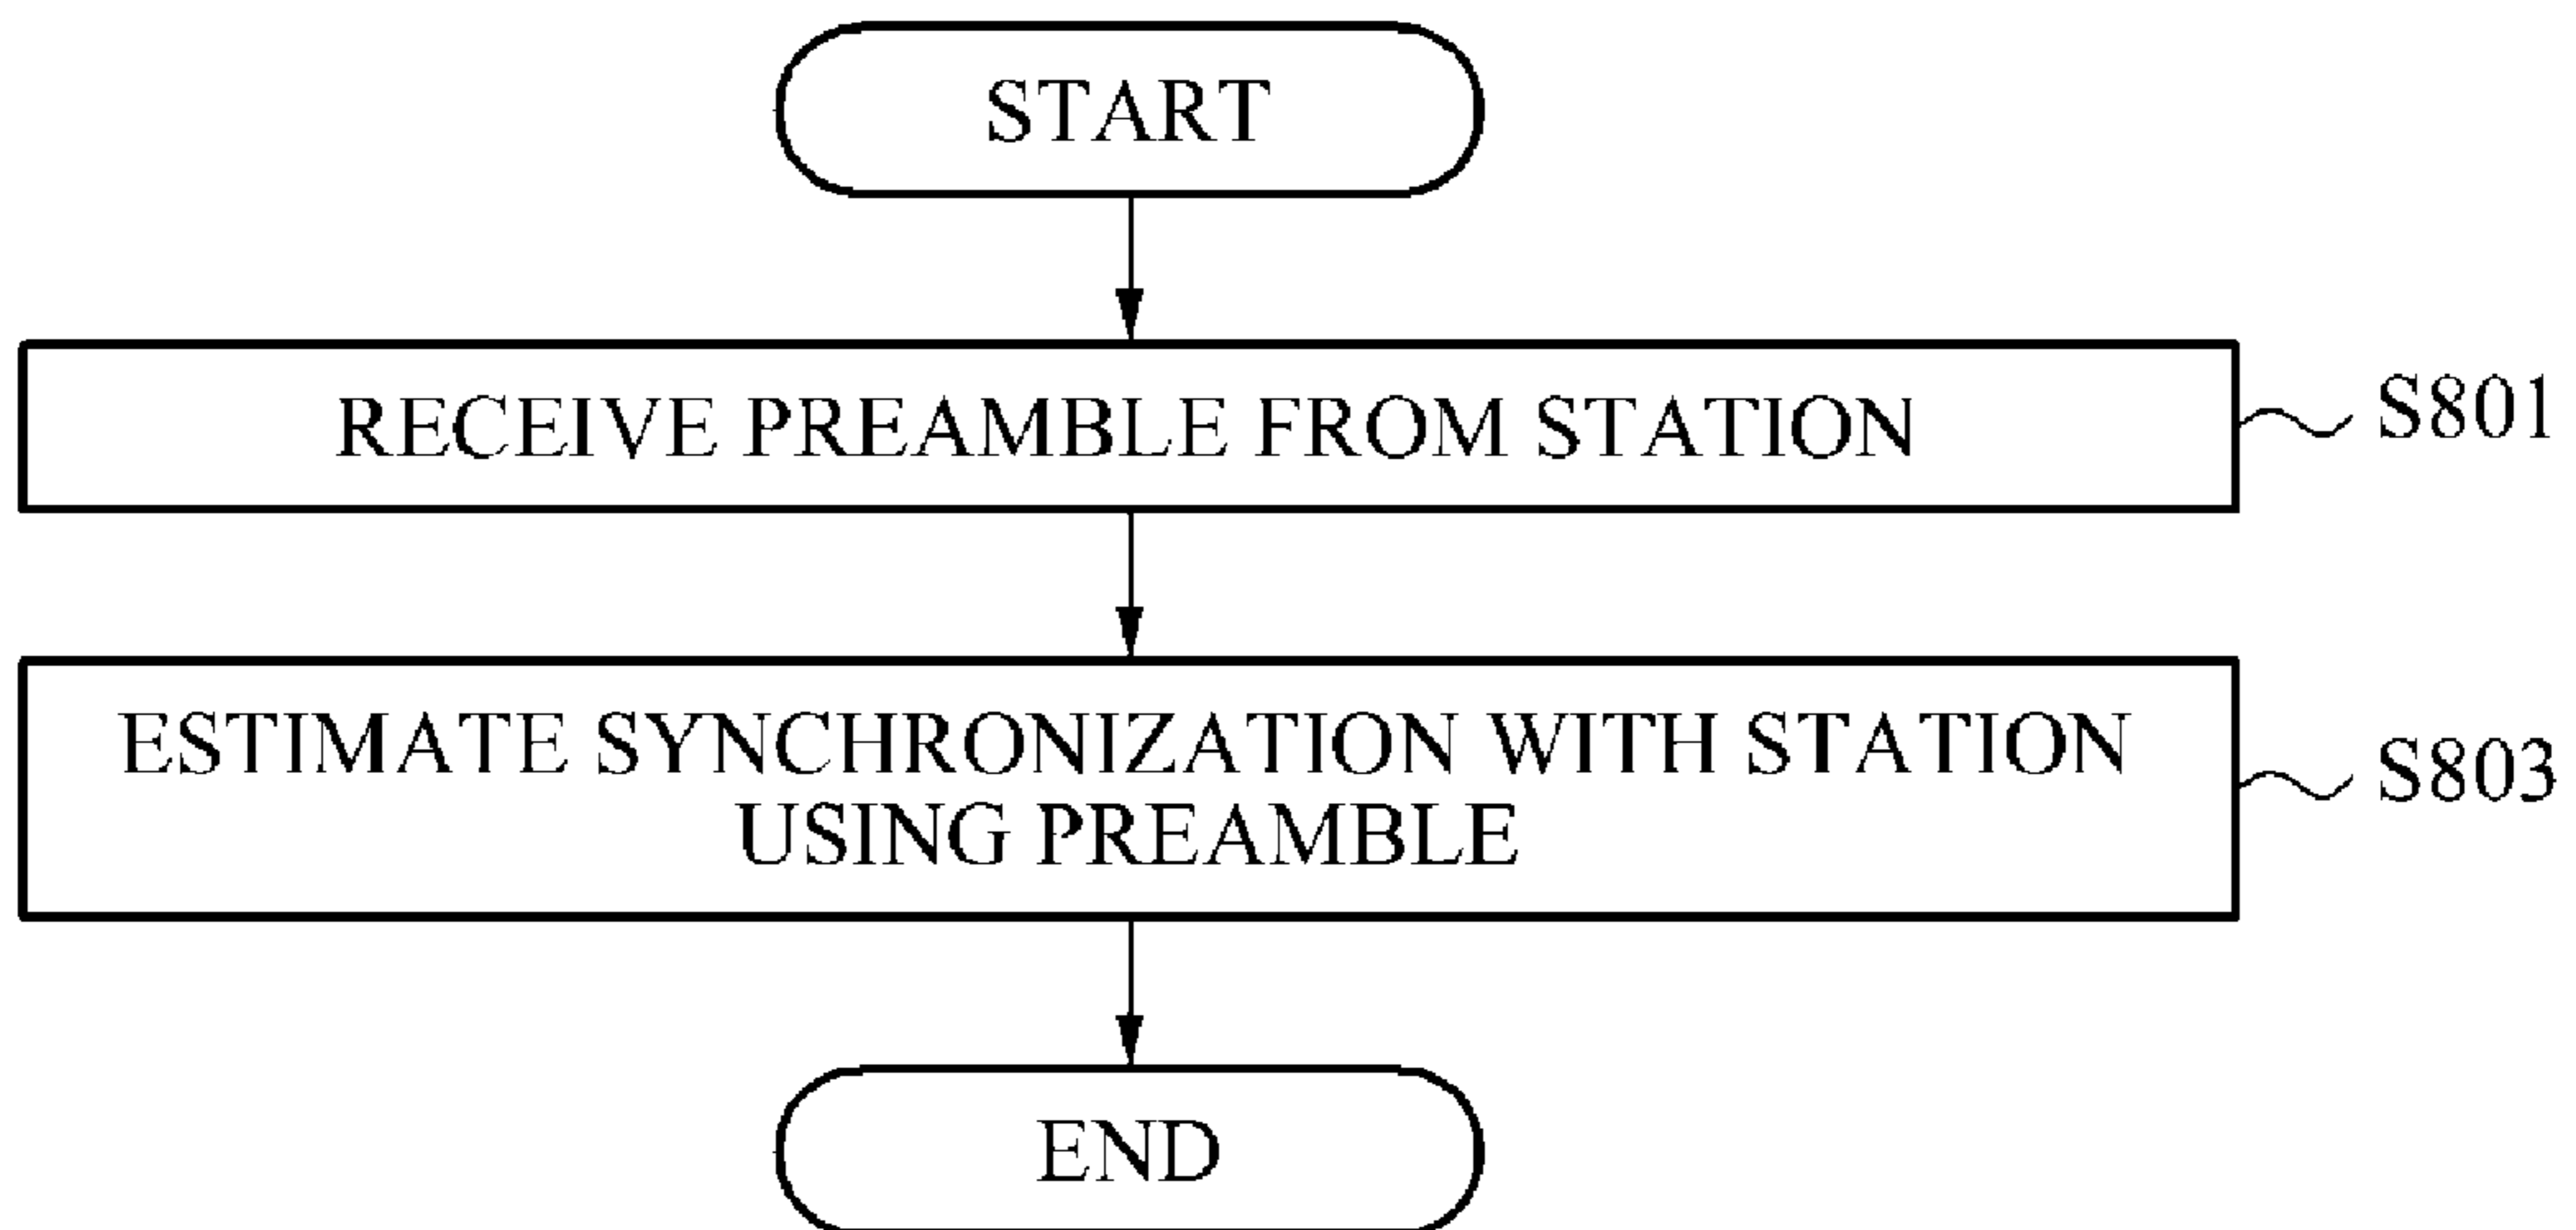 START
RECEIVE PREAMBLE FROM STATION
S801
ESTIMATE SYNCHRONIZATION WITH STATION
USING PREAMBLE
S803
END